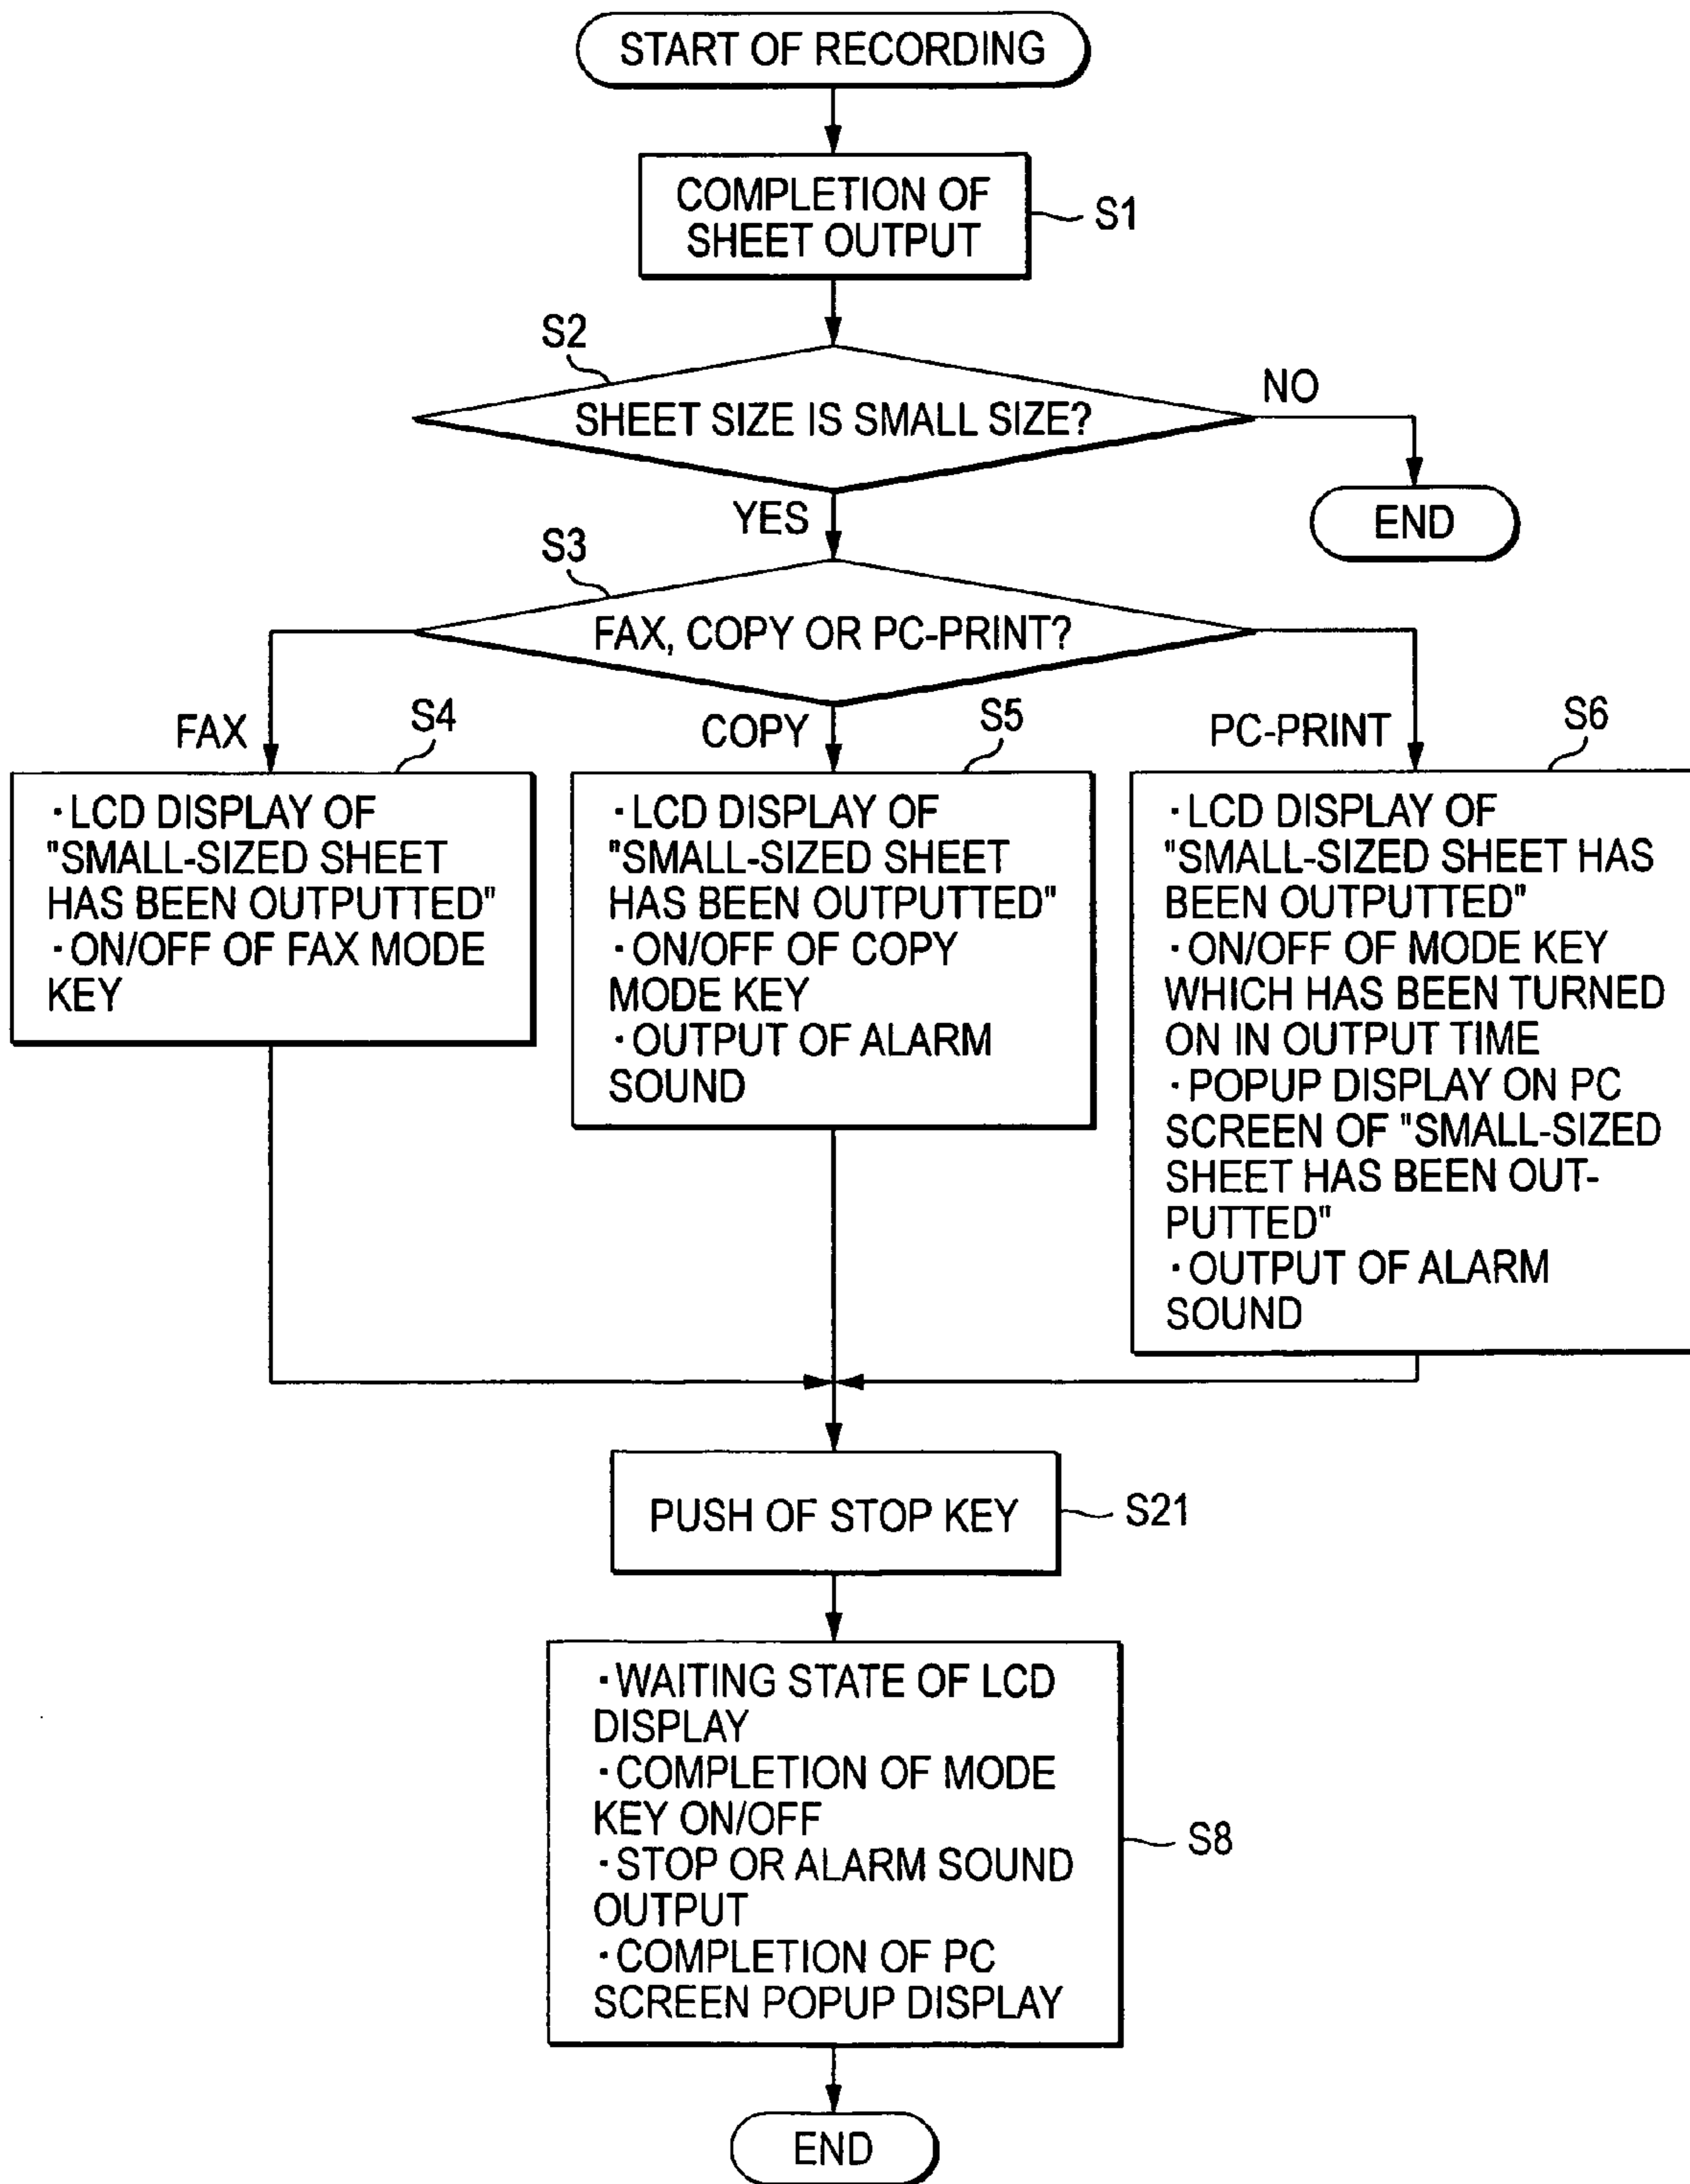 START OF RECORDING
COMPLETION OF
SHEET OUTPUT
S1
S2
SHEET SIZE IS SMALL SIZE?
NO
END
YES
S3
FAX, COPY OR PC-PRINT?
FAX
S4
·LCD DISPLAY OF
"SMALL-SIZED SHEET
HAS BEEN OUTPUTTED"
·ON/OFF OF FAX MODE
KEY
COPY
S5
·LCD DISPLAY OF
"SMALL-SIZED SHEET
HAS BEEN OUTPUTTED"
·ON/OFF OF COPY
MODE KEY
·OUTPUT OF ALARM
SOUND
PC-PRINT
S6
·LCD DISPLAY OF
"SMALL-SIZED SHEET HAS
BEEN OUTPUTTED"
·ON/OFF OF MODE KEY
WHICH HAS BEEN TURNED
ON IN OUTPUT TIME
·POPUP DISPLAY ON PC
SCREEN OF "SMALL-SIZED
SHEET HAS BEEN OUT-
PUTTED"
·OUTPUT OF ALARM
SOUND
PUSH OF STOP KEY
S21
·WAITING STATE OF LCD
DISPLAY
·COMPLETION OF MODE
KEY ON/OFF
·STOP OR ALARM SOUND
OUTPUT
·COMPLETION OF PC
SCREEN POPUP DISPLAY
S8
END